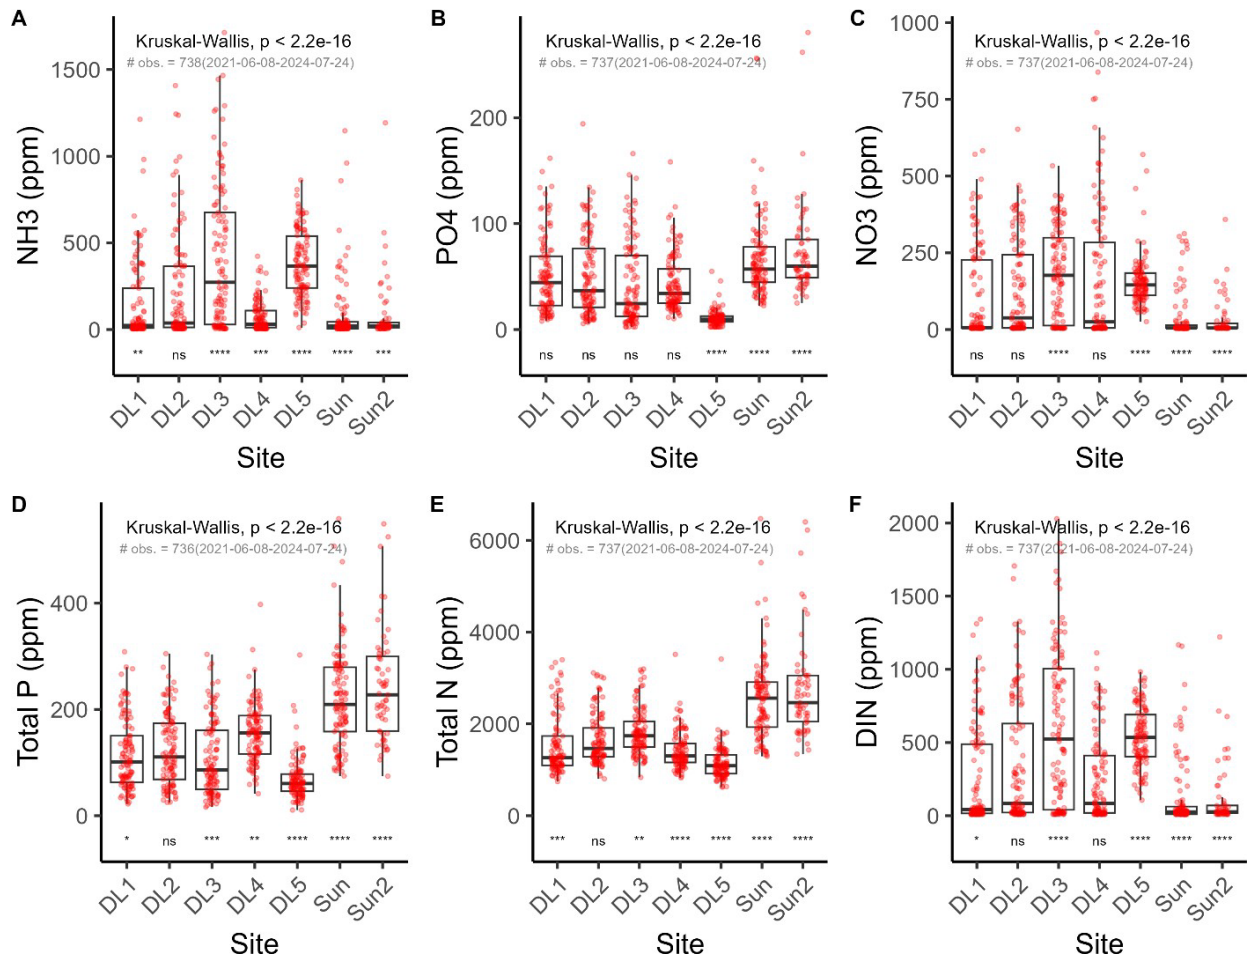 A
Kruskal-Wallis, p < 2.2e-16
# obs. = 738(2021-06-08-2024-07-24)
NH3 (ppm)
1500
1000
500
0
** ns **** *** **** **** ***
DL1 DL2 DL3 DL4 DL5 Sun Sun2
Site
B
Kruskal-Wallis, p < 2.2e-16
# obs. = 737(2021-06-08-2024-07-24)
PO4 (ppm)
200
100
0
ns ns ns ns **** **** ****
DL1 DL2 DL3 DL4 DL5 Sun Sun2
Site
C
Kruskal-Wallis, p < 2.2e-16
# obs. = 737(2021-06-08-2024-07-24)
NO3 (ppm)
1000
750
500
250
0
ns ns **** ns **** **** ****
DL1 DL2 DL3 DL4 DL5 Sun Sun2
Site
D
Kruskal-Wallis, p < 2.2e-16
# obs. = 736(2021-06-08-2024-07-24)
Total P (ppm)
400
200
0
* ns *** ** **** **** ****
DL1 DL2 DL3 DL4 DL5 Sun Sun2
Site
E
Kruskal-Wallis, p < 2.2e-16
# obs. = 737(2021-06-08-2024-07-24)
Total N (ppm)
6000
4000
2000
0
*** ns ** **** **** **** ****
DL1 DL2 DL3 DL4 DL5 Sun Sun2
Site
F
Kruskal-Wallis, p < 2.2e-16
# obs. = 737(2021-06-08-2024-07-24)
DIN (ppm)
2000
1500
1000
500
0
* ns **** ns **** **** ****
DL1 DL2 DL3 DL4 DL5 Sun Sun2
Site